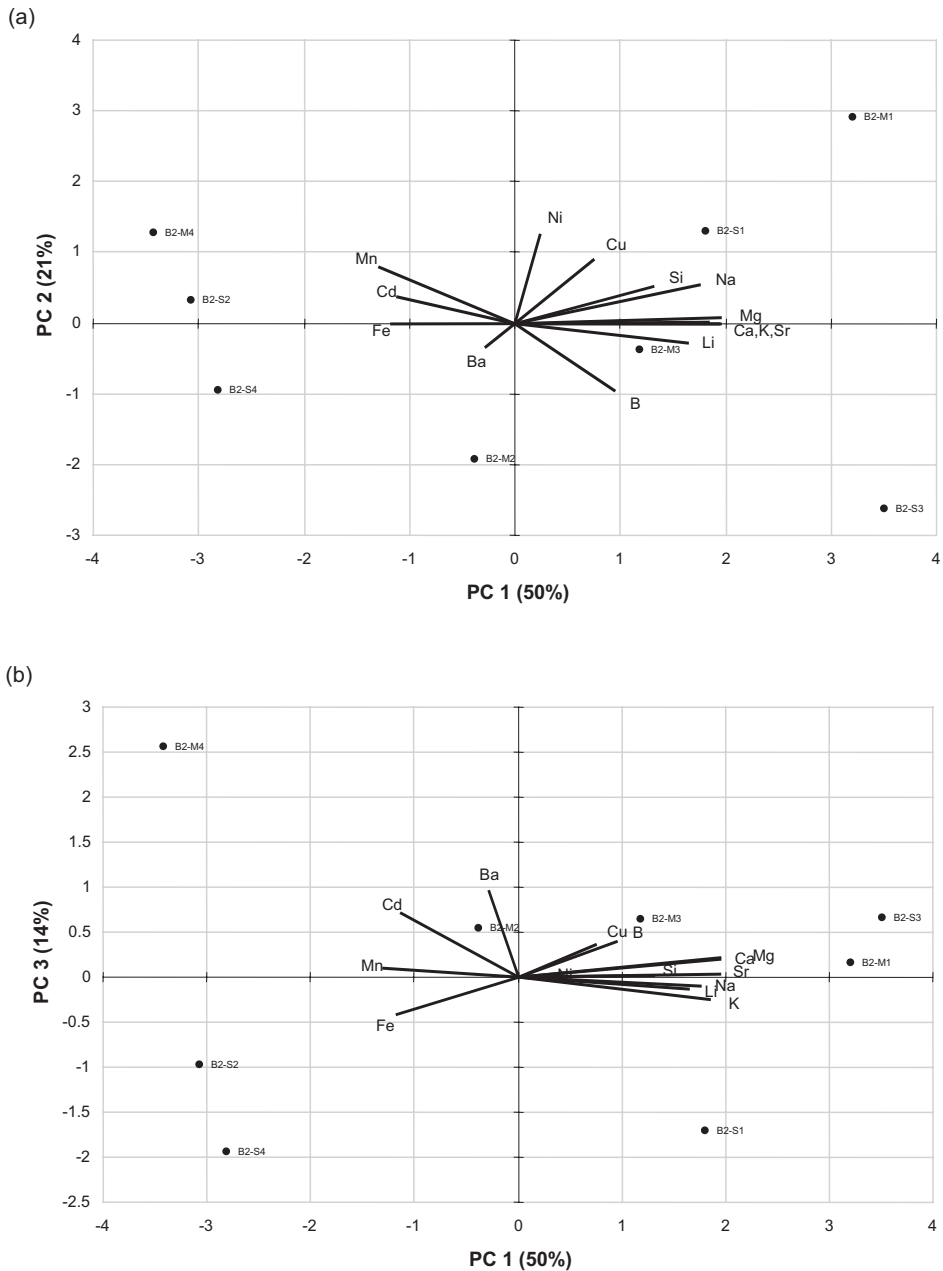 (a)
4
3
2
1
0
-1
-2
-3
PC 2 (21%)
B2-M1
B2-M4
B2-S1
B2-S2
B2-M3
B2-S4
B2-M2
B2-S3
Ni
Cu
Mn
Si
Na
Cd
Mg
Fe
Ca,K,Sr
Li
Ba
B
-4
-3
-2
-1
0
1
2
3
4
PC 1 (50%)
(b)
3
2.5
2
1.5
1
0.5
0
-0.5
-1
-1.5
-2
-2.5
PC 3 (14%)
B2-M4
Ba
Cd
B2-M3
B2-S3
B2-M2
Cu
B
Mg
Ca
B2-M1
Mn
Ni
Si
Sr
Na
Li
K
Fe
B2-S2
B2-S1
B2-S4
-4
-3
-2
-1
0
1
2
3
4
PC 1 (50%)